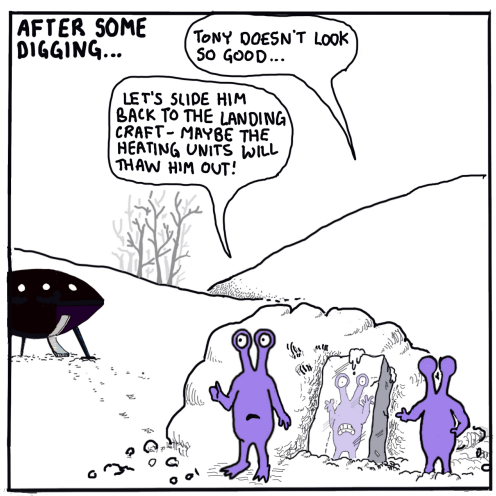 AFTER SOME
DIGGING...
TONY DOESN'T LOOK
SO GOOD...
LET'S SLIDE HIM
BACK TO THE LANDING
CRAFT- MAYBE THE
HEATING UNITS WILL
THAW HIM OUT!